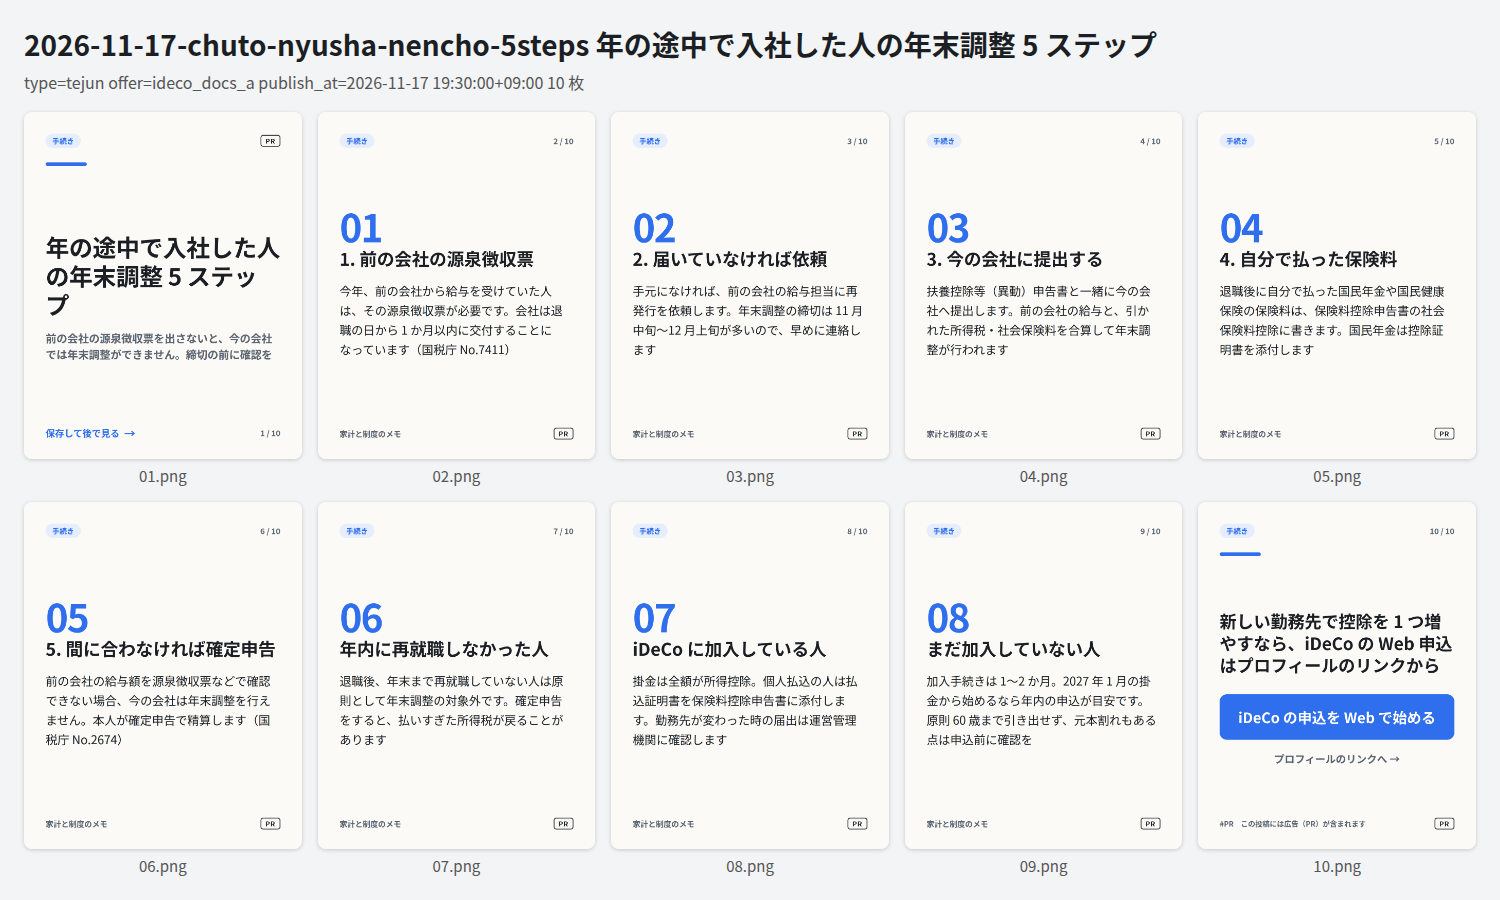 2026-11-17-chuto-nyusha-nencho-5steps 年の途中で入社した人の年末調整 5 ステップ
type=tejun offer=ideco_docs_a publish_at=2026-11-17 19:30:00+09:00 10 枚
手続き
PR
年の途中で入社した人
の年末調整 5 ステッ
プ
前の会社の源泉徴収票を出さないと、今の会社
では年末調整ができません。締切の前に確認を
保存して後で見る →
1 / 10
01.png
手続き
2 / 10
01
1. 前の会社の源泉徴収票
今年、前の会社から給与を受けていた人
は、その源泉徴収票が必要です。会社は退
職の日から 1 か月以内に交付することに
なっています（国税庁 No.7411）
家計と制度のメモ
PR
02.png
手続き
3 / 10
02
2. 届いていなければ依頼
手元になければ、前の会社の給与担当に再
発行を依頼します。年末調整の締切は 11 月
中旬〜12 月上旬が多いので、早めに連絡し
ます
家計と制度のメモ
PR
03.png
手続き
4 / 10
03
3. 今の会社に提出する
扶養控除等（異動）申告書と一緒に今の会
社へ提出します。前の会社の給与と、引か
れた所得税・社会保険料を合算して年末調
整が行われます
家計と制度のメモ
PR
04.png
手続き
5 / 10
04
4. 自分で払った保険料
退職後に自分で払った国民年金や国民健康
保険の保険料は、保険料控除申告書の社会
保険料控除に書きます。国民年金は控除証
明書を添付します
家計と制度のメモ
PR
05.png
手続き
6 / 10
05
5. 間に合わなければ確定申告
前の会社の給与額を源泉徴収票などで確認
できない場合、今の会社は年末調整を行え
ません。本人が確定申告で精算します（国
税庁 No.2674）
家計と制度のメモ
PR
06.png
手続き
7 / 10
06
年内に再就職しなかった人
退職後、年末まで再就職していない人は原
則として年末調整の対象外です。確定申告
をすると、払いすぎた所得税が戻ることが
あります
家計と制度のメモ
PR
07.png
手続き
8 / 10
07
iDeCo に加入している人
掛金は全額が所得控除。個人払込の人は払
込証明書を保険料控除申告書に添付しま
す。勤務先が変わった時の届出は運営管理
機関に確認します
家計と制度のメモ
PR
08.png
手続き
9 / 10
08
まだ加入していない人
加入手続きは 1〜2 か月。2027 年 1 月の掛
金から始めるなら年内の申込が目安です。
原則 60 歳まで引き出せず、元本割れもある
点は申込前に確認を
家計と制度のメモ
PR
09.png
手続き
10 / 10
新しい勤務先で控除を 1 つ増
やすなら、iDeCo の Web 申込
はプロフィールのリンクから
iDeCo の申込を Web で始める
プロフィールのリンクへ →
#PR この投稿には広告（PR）が含まれます
PR
10.png